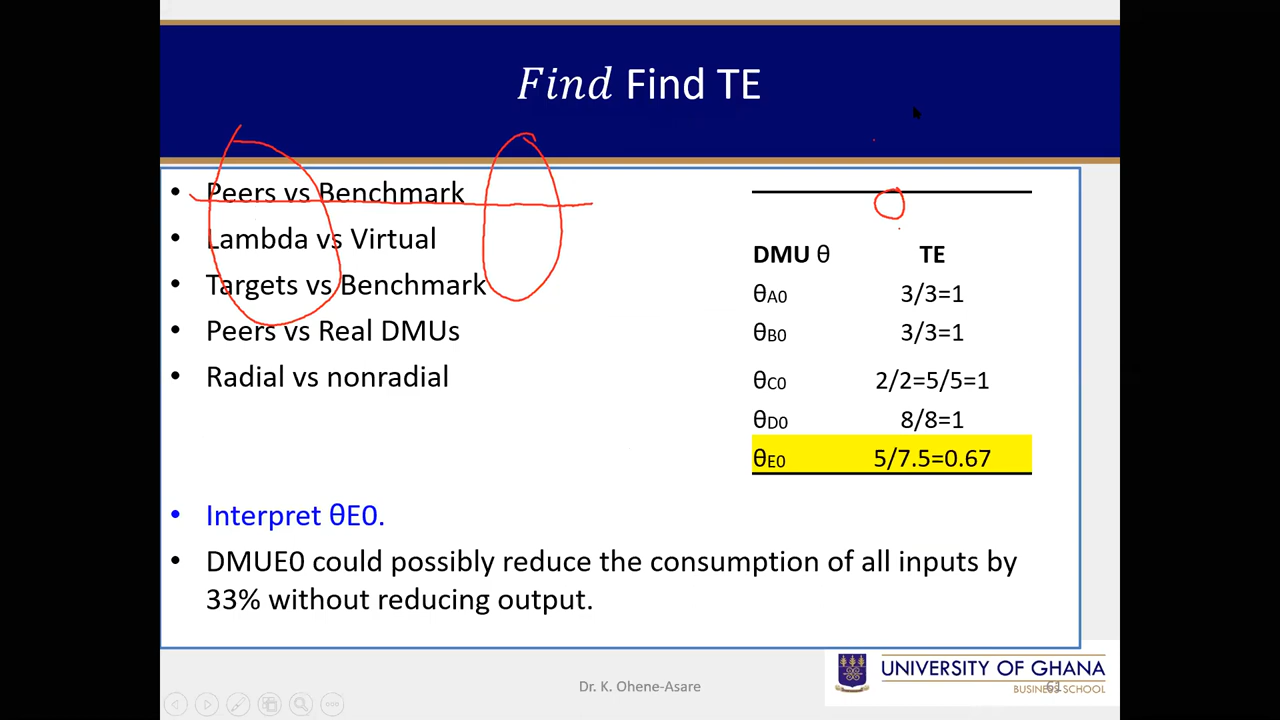 Find Find TE
• Peers vs Benchmark
• Lambda vs Virtual
• Targets vs Benchmark
• Peers vs Real DMUs
• Radial vs nonradial
DMU θ TE
θA0 3/3=1
θB0 3/3=1
θC0 2/2=5/5=1
θD0 8/8=1
θE0 5/7.5=0.67
• Interpret θE0.
• DMUE0 could possibly reduce the consumption of all inputs by
33% without reducing output.
Dr. K. Ohene-Asare
UNIVERSITY OF GHANA
BUSINESS SCHOOL
61